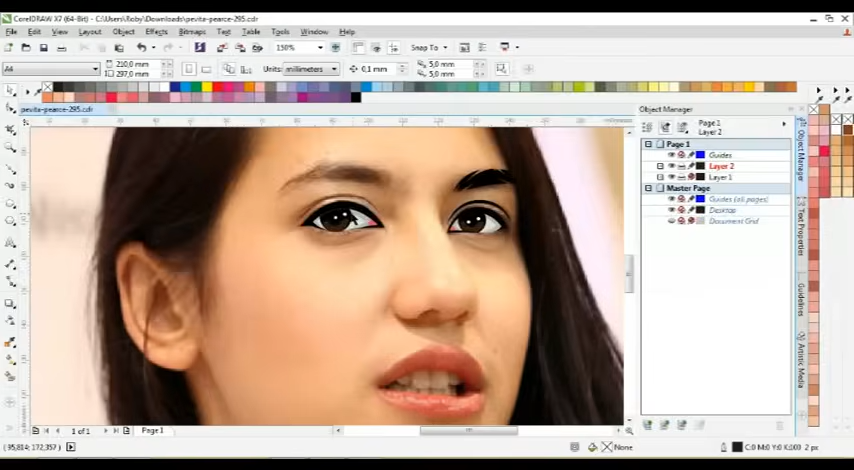 CorelDRAW X7 (64-Bit) - C:\Users\Roby\Downloads\pevita-pearce-295.cdr
File Edit View Layout Object Effects Bitmaps Text Table Tools Window Help
150% Snap To
A4 210,0 mm 297,0 mm Units: millimeters 0,1 mm 5,0 mm 5,0 mm
pevita-pearce-295.cdr
Object Manager
Page 1
Layer 2
Page 1
Guides
Layer 2
Layer 1
Master Page
Guides (all pages)
Desktop
Document Grid
Object Manager
Text Properties
Guidelines
Artistic Media
1 of 1 Page 1
None C:0 M:0 Y:0 K:100 2 px